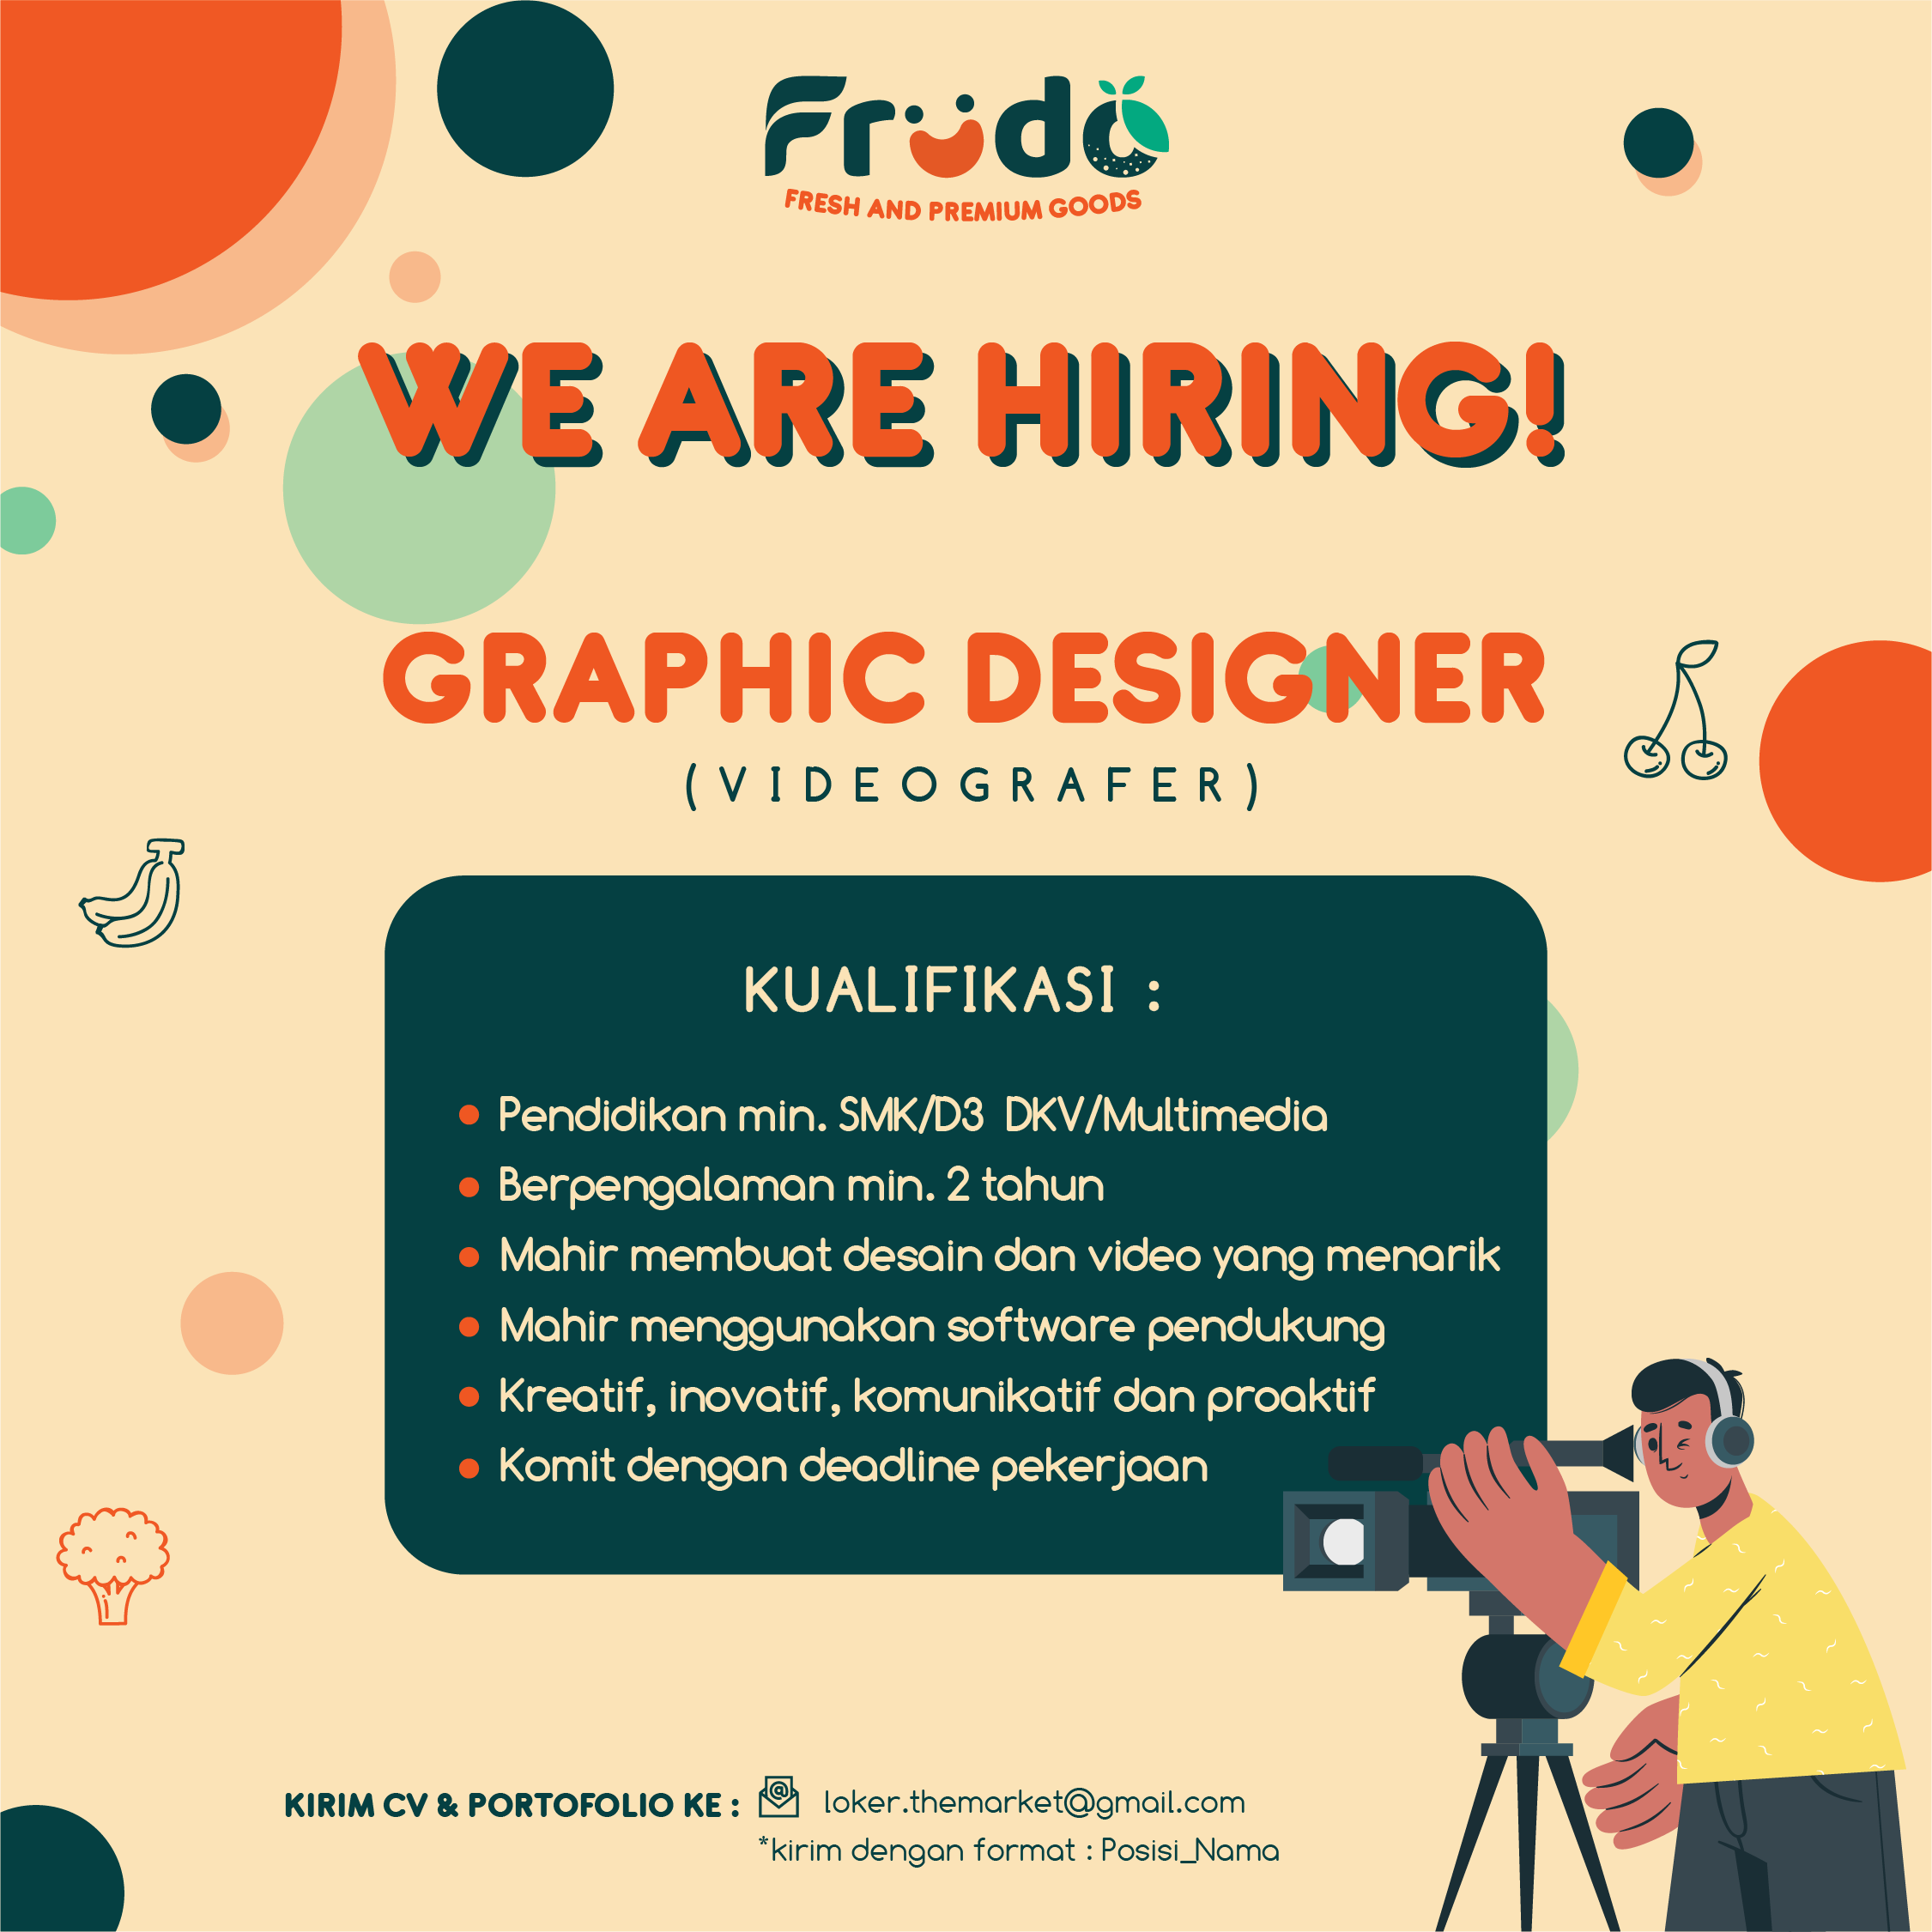 Früdo
FRESH AND PREMIUM GOODS
WE ARE HIRING!
GRAPHIC DESIGNER
(VIDEOGRAFER)
KUALIFIKASI :
Pendidikan min. SMK/D3 DKV/Multimedia
Berpengalaman min. 2 tahun
Mahir membuat desain dan video yang menarik
Mahir menggunakan software pendukung
Kreatif, inovatif, komunikatif dan proaktif
Komit dengan deadline pekerjaan
KIRIM CV & PORTOFOLIO KE : loker.themarket@gmail.com
*kirim dengan format : Posisi_Nama